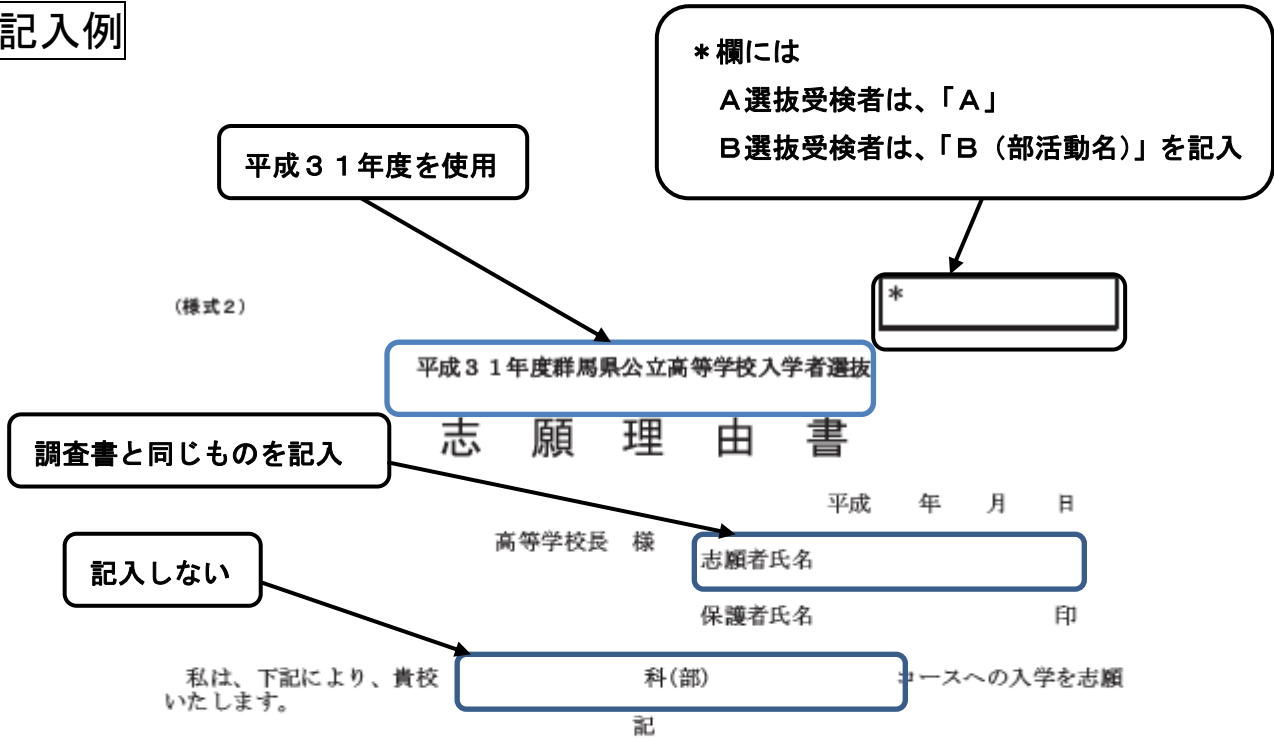 記入例
＊欄には
Ａ選抜受検者は、「Ａ」
Ｂ選抜受検者は、「Ｂ（部活動名）」を記入
平成３１年度を使用
（様式２）
＊
平成３１年度群馬県公立高等学校入学者選抜
志願理由書
調査書と同じものを記入
平成　　年　　月　　日
高等学校長　様
志願者氏名
記入しない
保護者氏名　　　　　　　印
私は、下記により、貴校　　　　　　　科(部)　　　　　　　コースへの入学を志願
いたします。
記